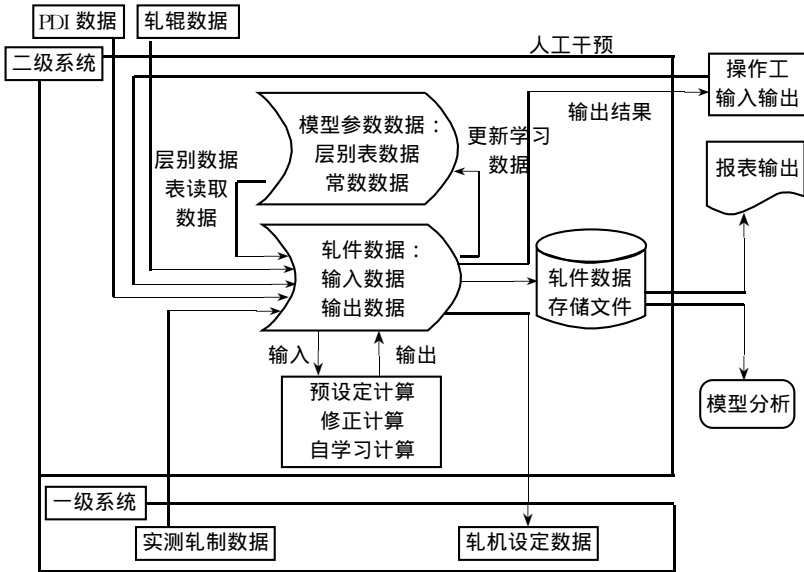 PDI 数据
轧辊数据
人工干预
二级系统
操作工
输入输出
模型参数数据：
层别表数据
常数数据
更新学习
数据
输出结果
层别数据
表读取
数据
报表输出
轧件数据：
输入数据
输出数据
轧件数据
存储文件
输入
输出
预设定计算
修正计算
自学习计算
模型分析
一级系统
实测轧制数据
轧机设定数据